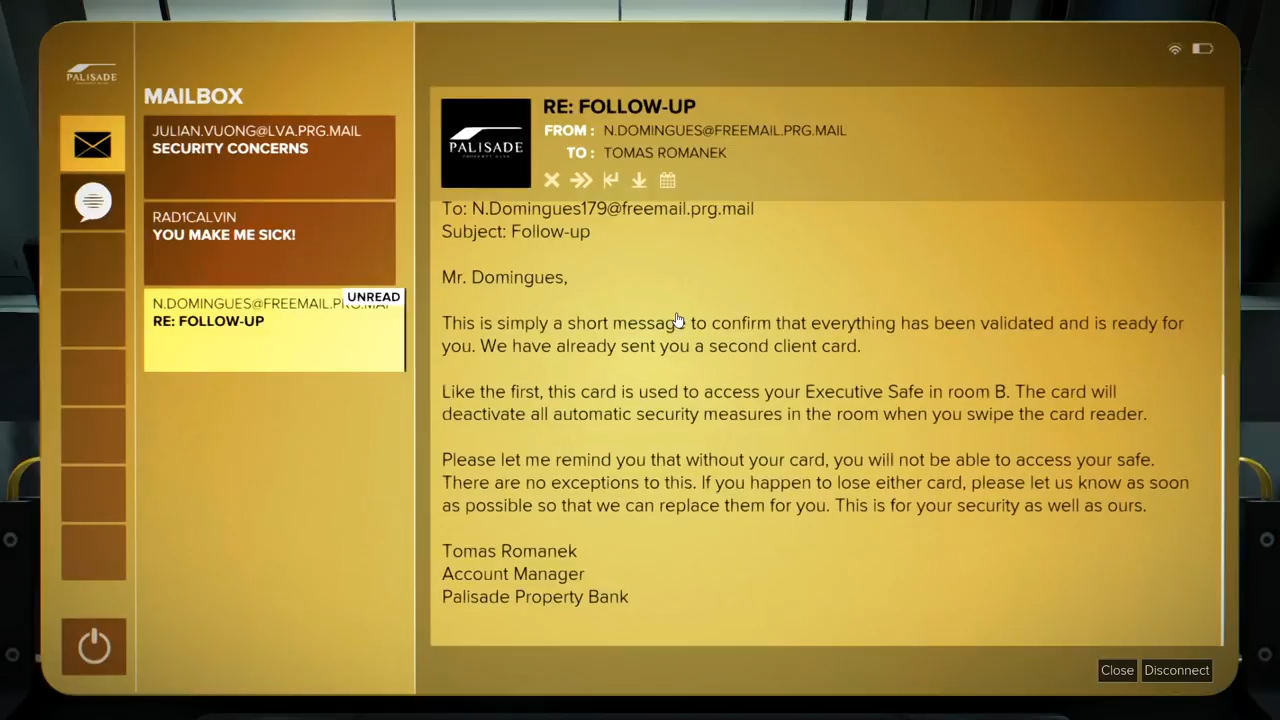 PALISADE
MAILBOX
JULIAN.VUONG@LVA.PRG.MAIL
SECURITY CONCERNS
RAD1CALVIN
YOU MAKE ME SICK!
UNREAD
N.DOMINGUES@FREEMAIL.PRG.MAI
RE: FOLLOW-UP
PALISADE
PROPERTY BANK
RE: FOLLOW-UP
FROM : N.DOMINGUES@FREEMAIL.PRG.MAIL
TO : TOMAS ROMANEK
To: N.Domingues179@freemail.prg.mail
Subject: Follow-up
Mr. Domingues,
This is simply a short message to confirm that everything has been validated and is ready for
you. We have already sent you a second client card.
Like the first, this card is used to access your Executive Safe in room B. The card will
deactivate all automatic security measures in the room when you swipe the card reader.
Please let me remind you that without your card, you will not be able to access your safe.
There are no exceptions to this. If you happen to lose either card, please let us know as soon
as possible so that we can replace them for you. This is for your security as well as ours.
Tomas Romanek
Account Manager
Palisade Property Bank
Close Disconnect